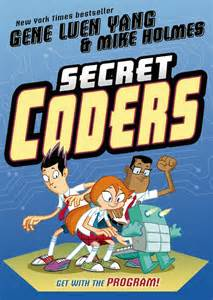 New York Times bestseller
GENE LUEN YANG
& MIKE HOLMES
SECRET
CODERS
GET WITH THE PROGRAM!